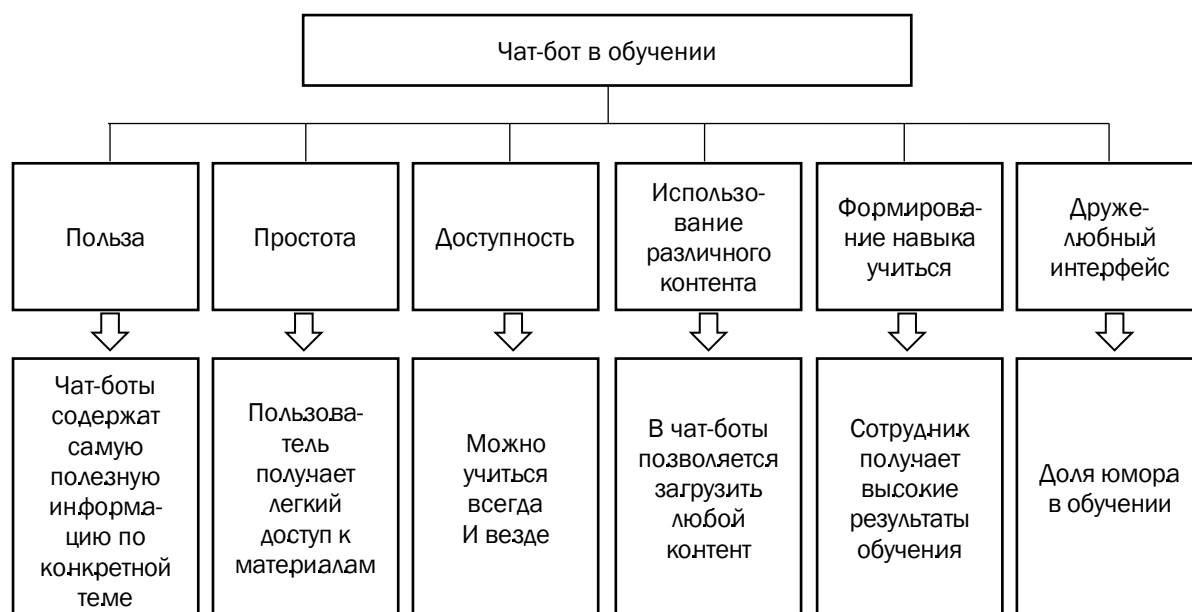 Чат-бот в обучении
Польза
Простота
Доступность
Использо-
вание
различного
контента
Формирова-
ние навыка
учиться
Друже-
любный
интерфейс
Чат-боты
содержат
самую
полезную
информа-
цию по
конкретной
теме
Пользова-
тель
получает
легкий
доступ к
материалам
Можно
учиться
всегда
И везде
В чат-боты
позволяется
загрузить
любой
контент
Сотрудник
получает
высокие
результаты
обучения
Доля юмора
в обучении